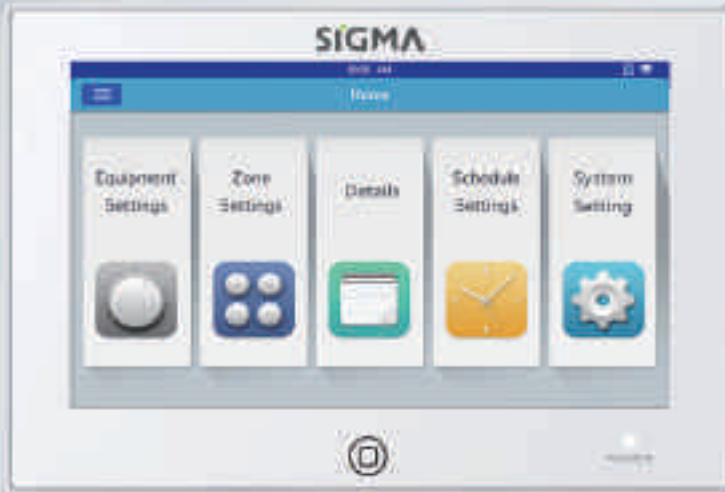 SIGMA
Home
Equipment
Settings
Zone
Settings
Details
Schedule
Settings
System
Setting